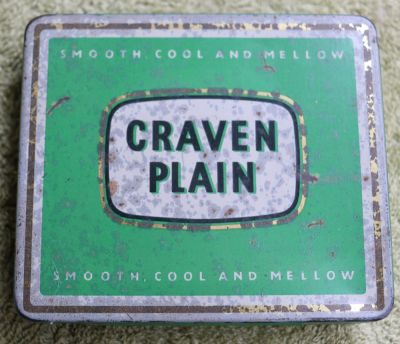 SMOOTH, COOL AND MELLOW
CRAVEN
PLAIN
SMOOTH, COOL AND MELLOW